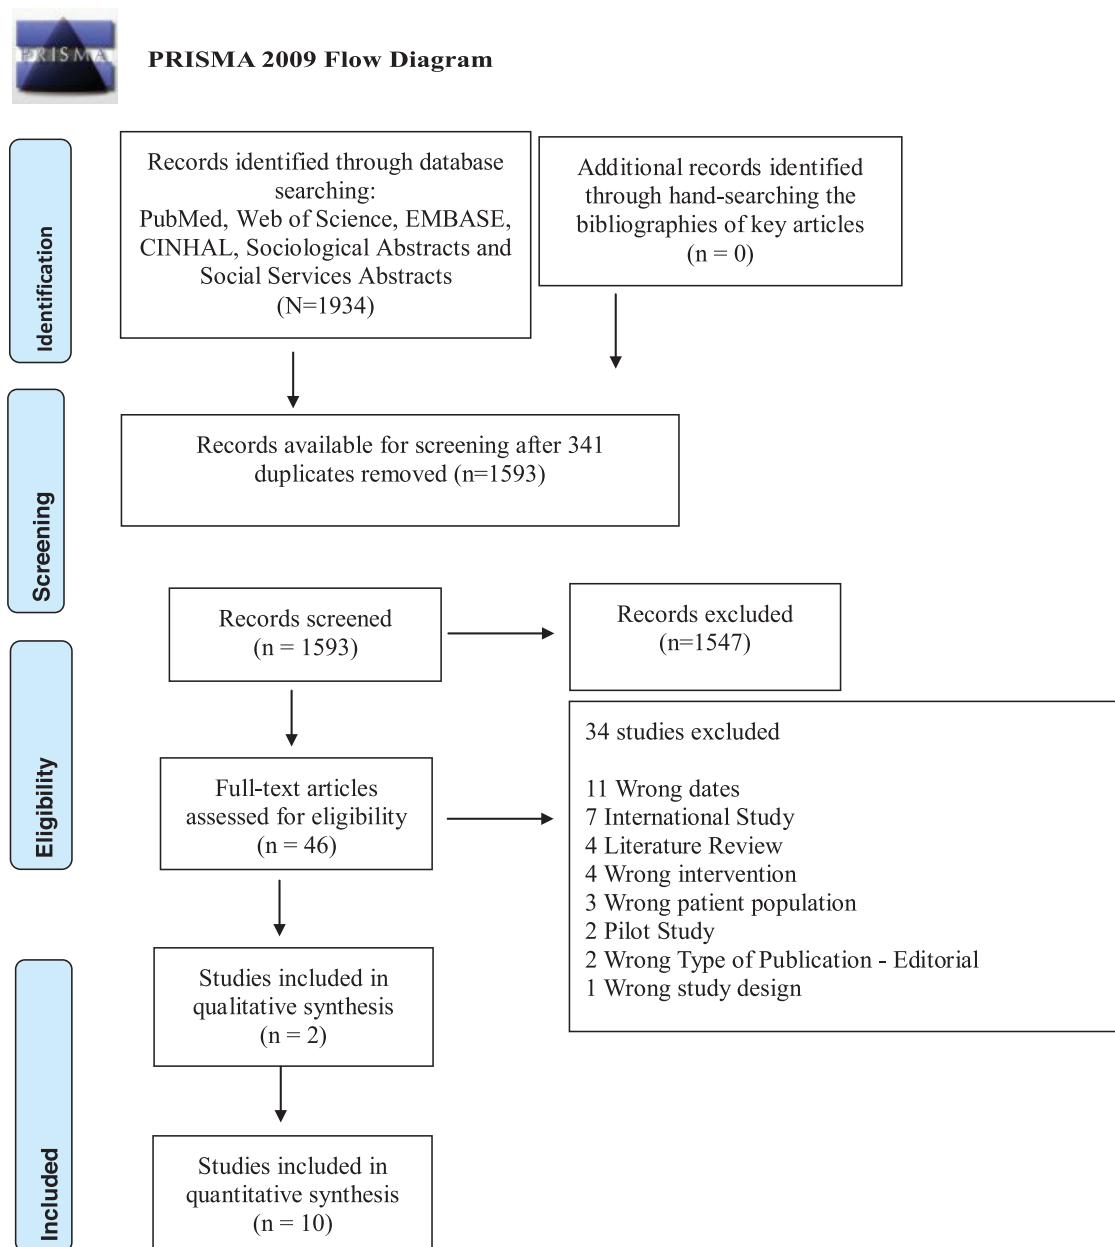 PRISMA
PRISMA 2009 Flow Diagram
Identification
Records identified through database
searching:
PubMed, Web of Science, EMBASE,
CINHAL, Sociological Abstracts and
Social Services Abstracts
(N=1934)
Additional records identified
through hand-searching the
bibliographies of key articles
(n = 0)
Screening
Records available for screening after 341
duplicates removed (n=1593)
Records screened
(n = 1593)
Records excluded
(n=1547)
Eligibility
Full-text articles
assessed for eligibility
(n = 46)
34 studies excluded
11 Wrong dates
7 International Study
4 Literature Review
4 Wrong intervention
3 Wrong patient population
2 Pilot Study
2 Wrong Type of Publication - Editorial
1 Wrong study design
Included
Studies included in
qualitative synthesis
(n = 2)
Studies included in
quantitative synthesis
(n = 10)